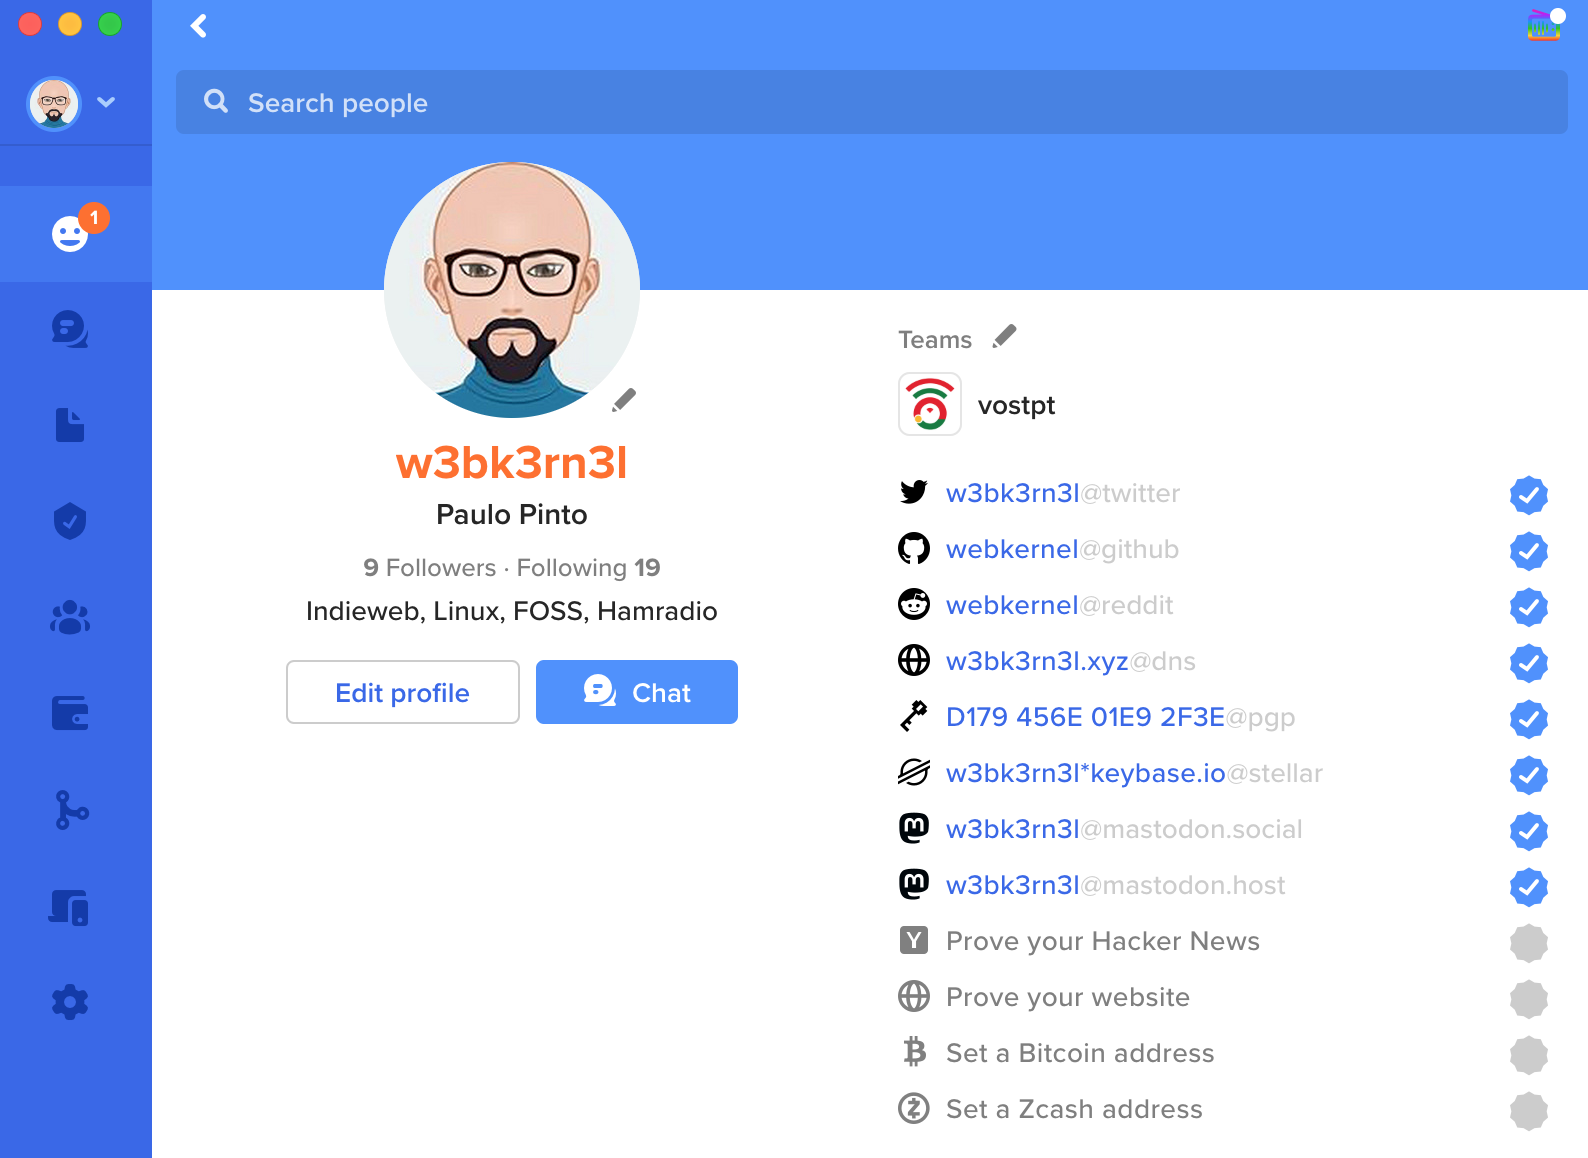 Search people
1
w3bk3rn3l
Paulo Pinto
9 Followers · Following 19
Indieweb, Linux, FOSS, Hamradio
Edit profile
Chat
Teams
vostpt
w3bk3rn3l@twitter
webkernel@github
webkernel@reddit
w3bk3rn3l.xyz@dns
D179 456E 01E9 2F3E@pgp
w3bk3rn3l*keybase.io@stellar
w3bk3rn3l@mastodon.social
w3bk3rn3l@mastodon.host
Y Prove your Hacker News
Prove your website
Set a Bitcoin address
Set a Zcash address